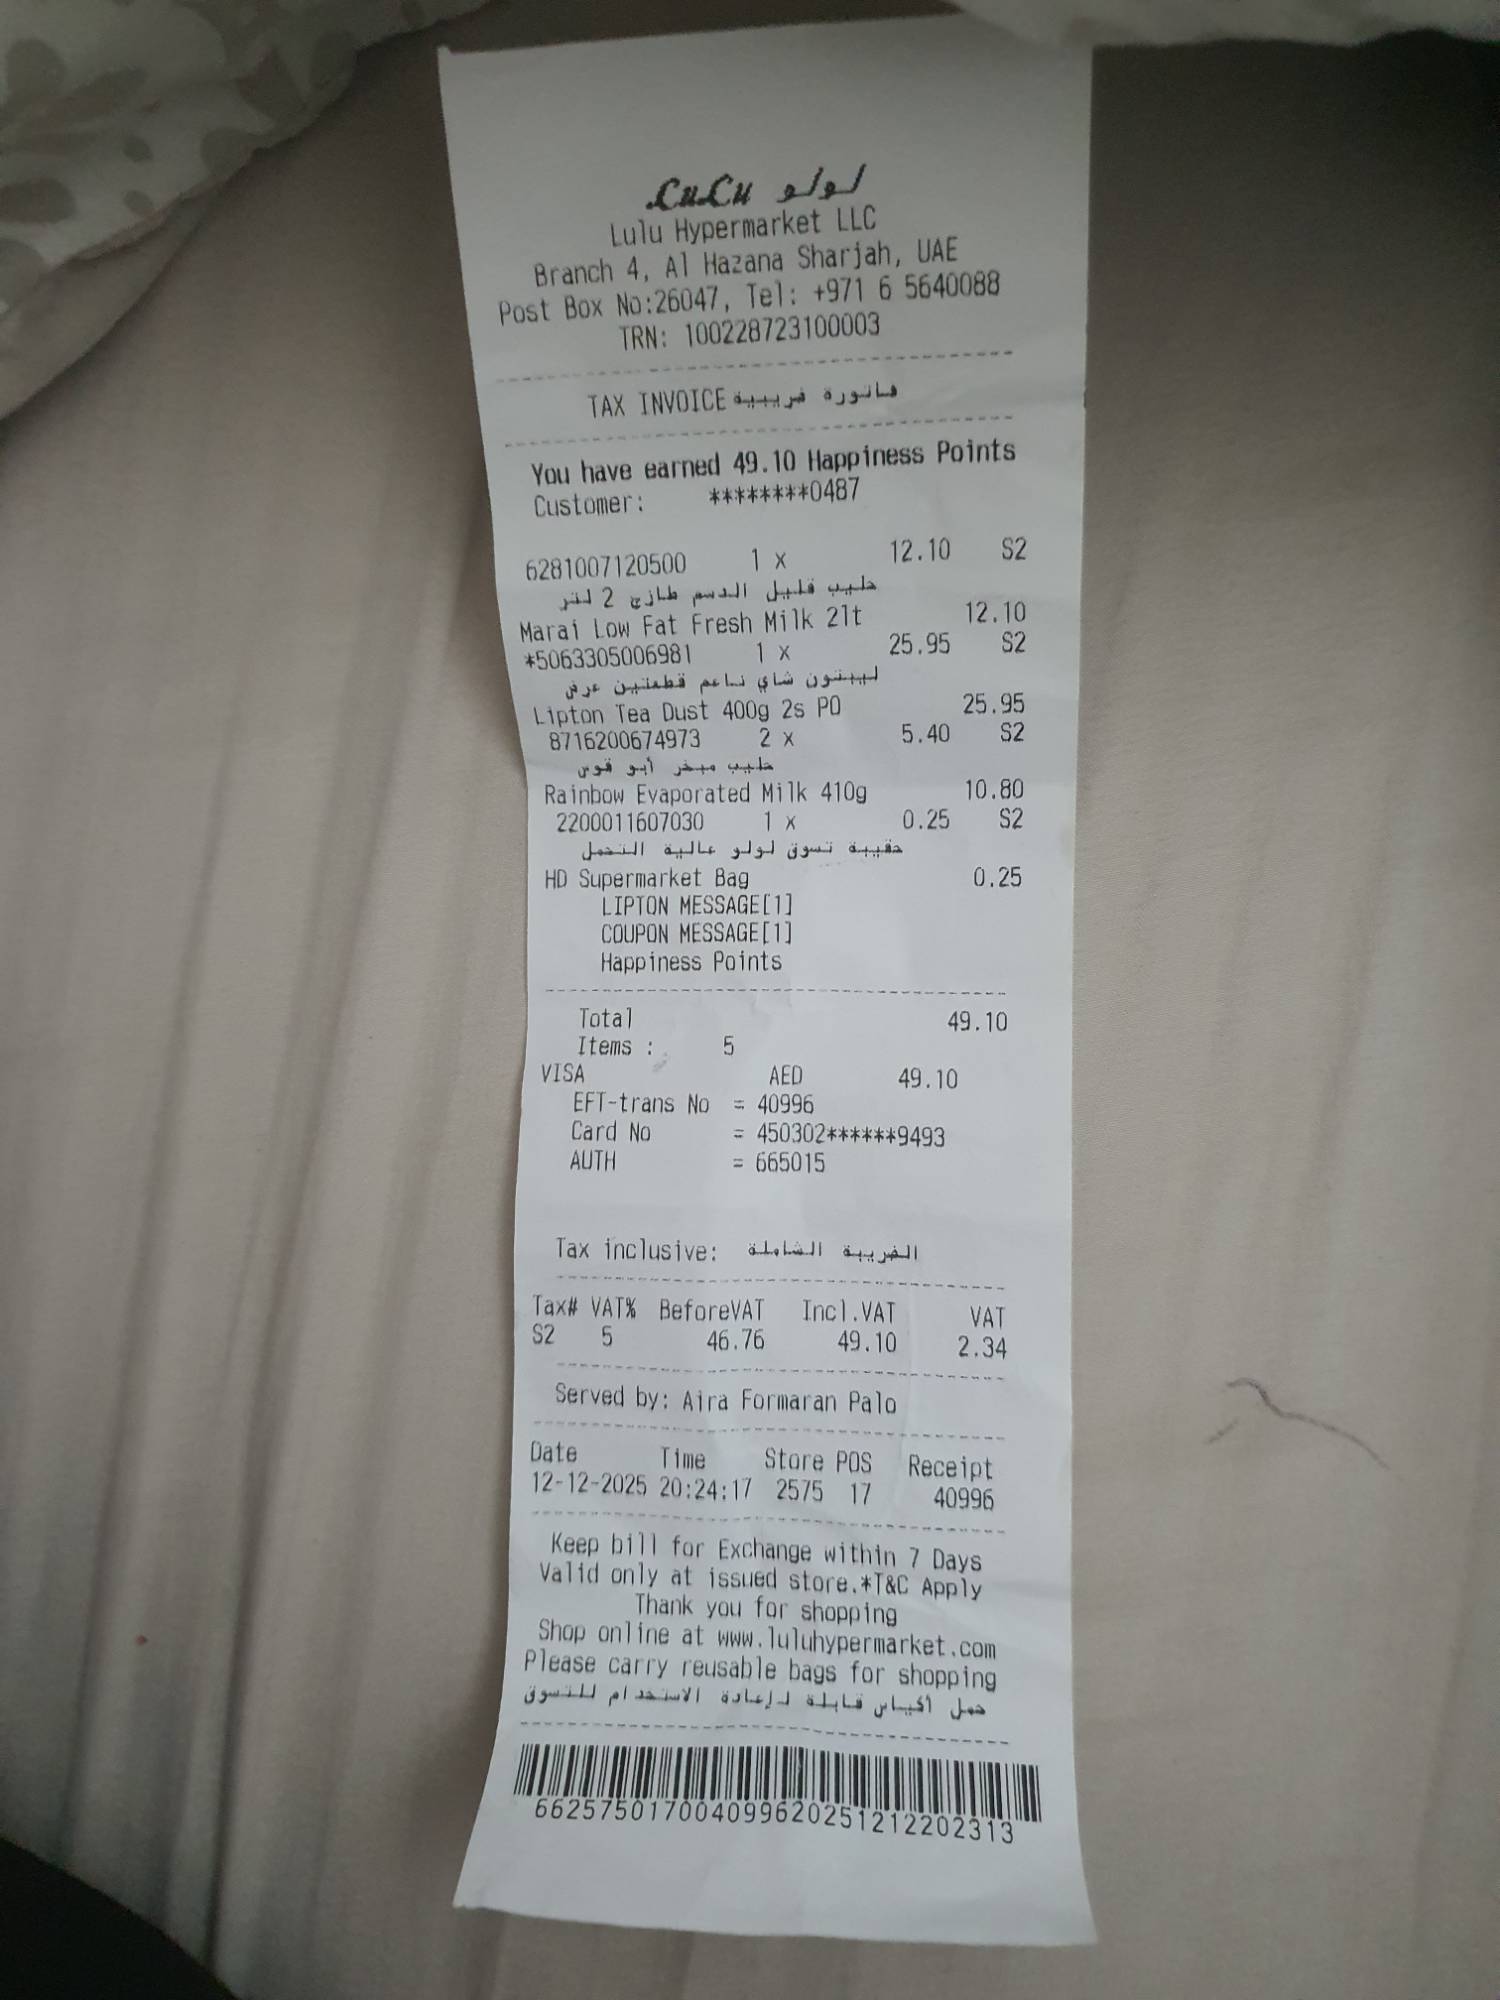 LuLu لولو
Lulu Hypermarket LLC
Branch 4, Al Hazana Sharjah, UAE
Post Box No:26047, Tel: +971 6 5640088
TRN: 100228723100003
TAX INVOICE فاتورة ضريبية
You have earned 49.10 Happiness Points
Customer: ********0487
6281007120500 1 x 12.10 S2
حليب قليل الدسم طازج 2 لتر
Marai Low Fat Fresh Milk 2lt 12.10
*5063305006981 1 x 25.95 S2
ليبتون شاي ناعم قطعتين عرض
Lipton Tea Dust 400g 2s PO 25.95
8716200674973 2 x 5.40 S2
حليب مبخر أبو قوس
Rainbow Evaporated Milk 410g 10.80
2200011607030 1 x 0.25 S2
حقيبة تسوق لولو عالية التحمل
HD Supermarket Bag 0.25
LIPTON MESSAGE[1]
COUPON MESSAGE[1]
Happiness Points
Total 49.10
Items : 5
VISA AED 49.10
EFT-trans No = 40996
Card No = 450302******9493
AUTH = 665015
Tax inclusive: الضريبة الشاملة
Tax# VAT% BeforeVAT Incl.VAT VAT
S2 5 46.76 49.10 2.34
Served by: Aira Formaran Palo
Date Time Store POS Receipt
12-12-2025 20:24:17 2575 17 40996
Keep bill for Exchange within 7 Days
Valid only at issued store.*T&C Apply
Thank you for shopping
Shop online at www.luluhypermarket.com
Please carry reusable bags for shopping
حمل أكياس قابلة لإعادة الاستخدام للتسوق
66257501700409962025121220231­3